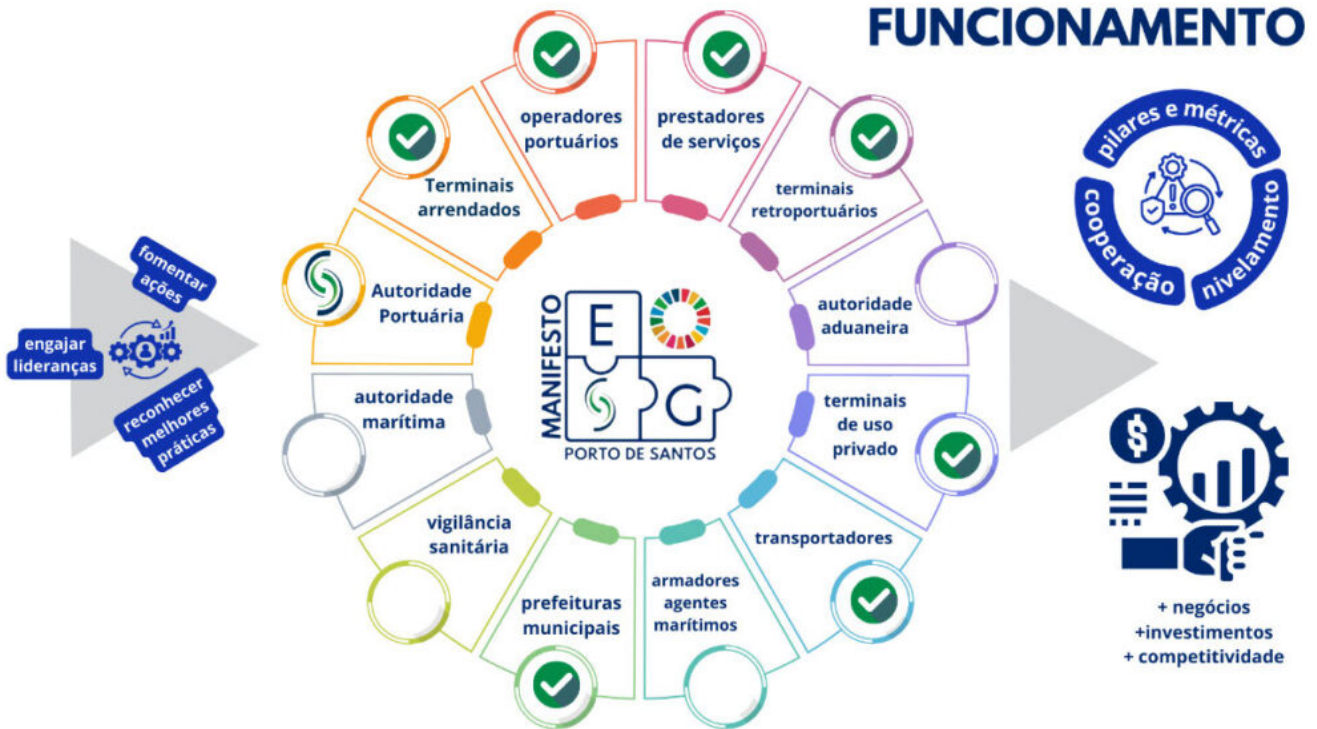 FUNCIONAMENTO
fomentar
ações
engajar
lideranças
reconhecer
melhores
práticas
operadores
portuários
prestadores
de serviços
Terminais
arrendados
terminais
retroportuários
Autoridade
Portuária
autoridade
aduaneira
autoridade
marítima
terminais
de uso
privado
vigilância
sanitária
transportadores
prefeituras
municipais
armadores
agentes
marítimos
MANIFESTO
E
S
G
PORTO DE SANTOS
pilares e métricas
cooperação
nivelamento
$
+ negócios
+investimentos
+ competitividade